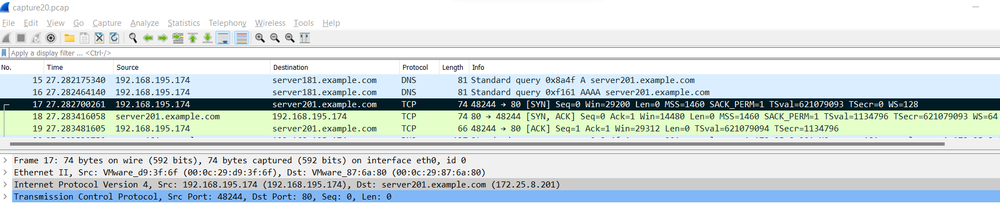 capture20.pcap
File Edit View Go Capture Analyze Statistics Telephony Wireless Tools Help
Apply a display filter ... <Ctrl-/>
No. Time Source Destination Protocol Length Info
15 27.282175340 192.168.195.174 server181.example.com DNS 81 Standard query 0x8a4f A server201.example.com
16 27.282464140 192.168.195.174 server181.example.com DNS 81 Standard query 0xf161 AAAA server201.example.com
17 27.282700261 192.168.195.174 server201.example.com TCP 74 48244 → 80 [SYN] Seq=0 Win=29200 Len=0 MSS=1460 SACK_PERM=1 TSval=621079093 TSecr=0 WS=128
18 27.283416058 server201.example.com 192.168.195.174 TCP 74 80 → 48244 [SYN, ACK] Seq=0 Ack=1 Win=14480 Len=0 MSS=1460 SACK_PERM=1 TSval=1134796 TSecr=621079093 WS=64
19 27.283481605 192.168.195.174 server201.example.com TCP 66 48244 → 80 [ACK] Seq=1 Ack=1 Win=29312 Len=0 TSval=621079094 TSecr=1134796
Frame 17: 74 bytes on wire (592 bits), 74 bytes captured (592 bits) on interface eth0, id 0
Ethernet II, Src: VMware_d9:3f:6f (00:0c:29:d9:3f:6f), Dst: VMware_87:6a:80 (00:0c:29:87:6a:80)
Internet Protocol Version 4, Src: 192.168.195.174 (192.168.195.174), Dst: server201.example.com (172.25.8.201)
Transmission Control Protocol, Src Port: 48244, Dst Port: 80, Seq: 0, Len: 0